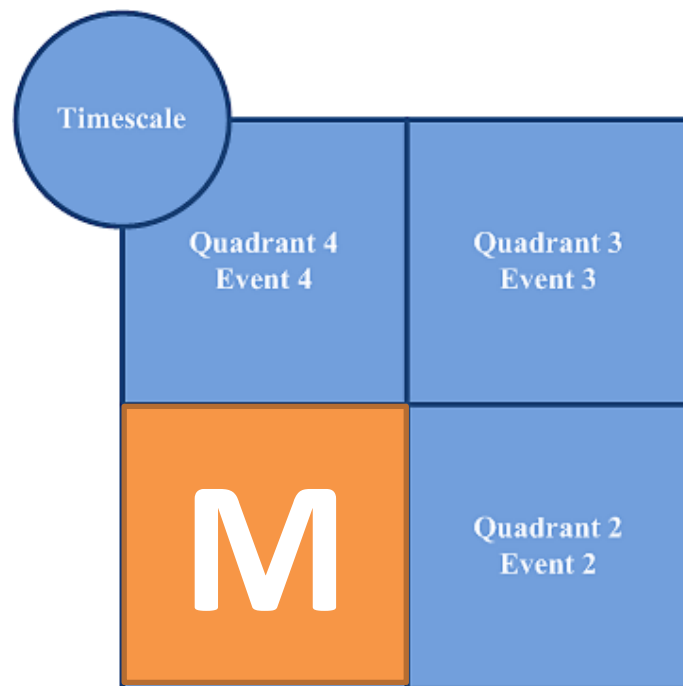 Timescale
Quadrant 4
Event 4
Quadrant 3
Event 3
M
Quadrant 2
Event 2